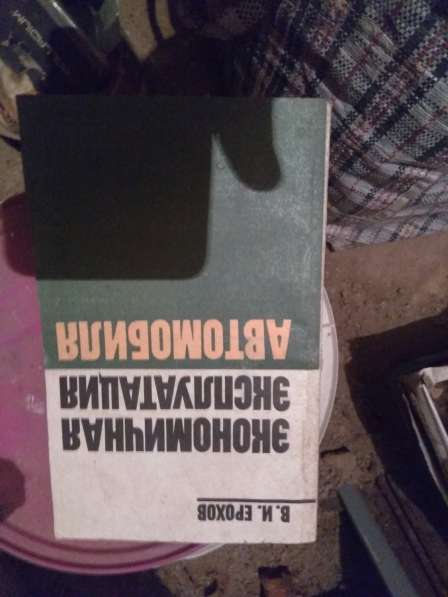 В. И. ЕРОХОВ
ЭКОНОМИЧНАЯ
ЭКСПЛУАТАЦИЯ
АВТОМОБИЛЯ